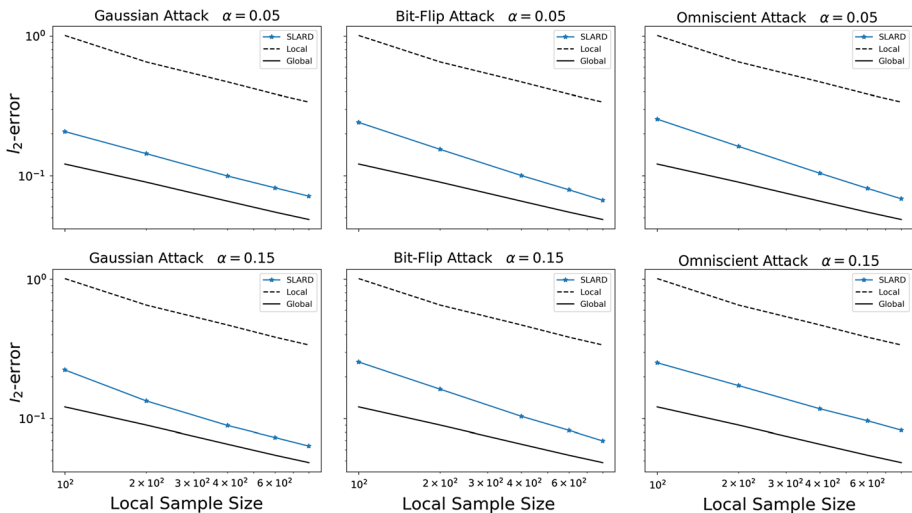 Gaussian Attack α = 0.05
Bit-Flip Attack α = 0.05
Omniscient Attack α = 0.05
SLARD
Local
Global
SLARD
Local
Global
SLARD
Local
Global
10⁰
10⁻¹
l₂-error
Gaussian Attack α = 0.15
Bit-Flip Attack α = 0.15
Omniscient Attack α = 0.15
SLARD
Local
Global
SLARD
Local
Global
SLARD
Local
Global
10⁰
10⁻¹
l₂-error
10² 2 × 10² 3 × 10² 4 × 10² 6 × 10²
10² 2 × 10² 3 × 10² 4 × 10² 6 × 10²
10² 2 × 10² 3 × 10² 4 × 10² 6 × 10²
Local Sample Size
Local Sample Size
Local Sample Size